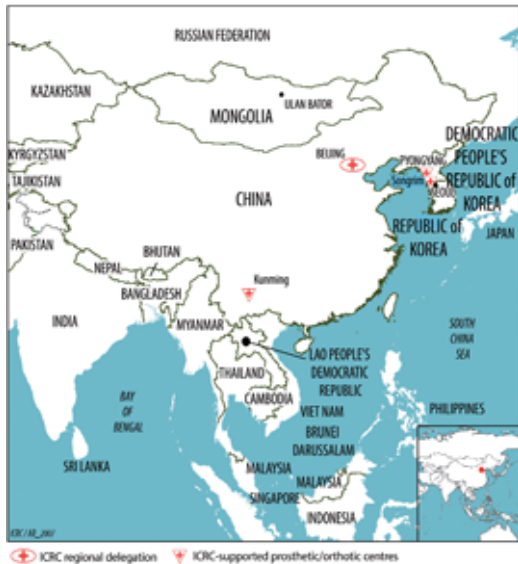 RUSSIAN FEDERATION
KAZAKHSTAN
MONGOLIA
ULAN BATOR
DEMOCRATIC
PEOPLE'S
REPUBLIC of
KOREA
KYRGYZSTAN
BEIJING
PYONGYANG
TAJIKISTAN
Songrim
SEOUL
CHINA
REPUBLIC of
KOREA
JAPAN
PAKISTAN
NEPAL
BHUTAN
Kunming
BANGLADESH
INDIA
MYANMAR
SOUTH
CHINA
SEA
LAO PEOPLE'S
DEMOCRATIC
REPUBLIC
THAILAND
BAY
OF
BENGAL
CAMBODIA
VIET NAM
PHILIPPINES
BRUNEI
DARUSSALAM
SRI LANKA
MALAYSIA
MALAYSIA
SINGAPORE
INDONESIA
ICRC regional delegation
ICRC-supported prosthetic/orthotic centres